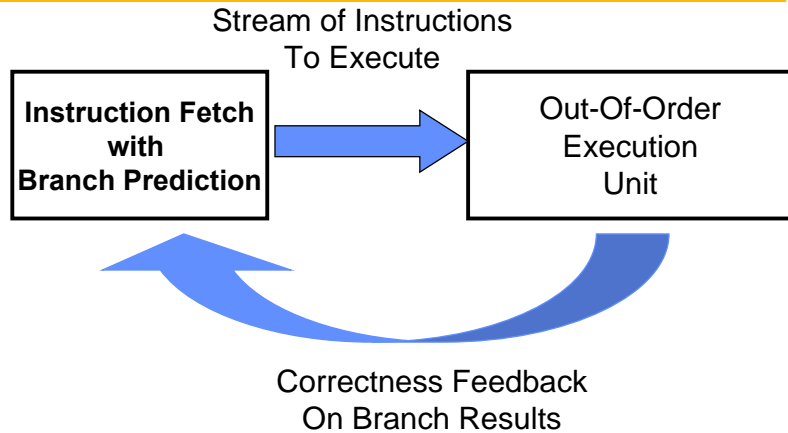 Stream of Instructions
To Execute
Instruction Fetch
with
Branch Prediction
Out-Of-Order
Execution
Unit
Correctness Feedback
On Branch Results